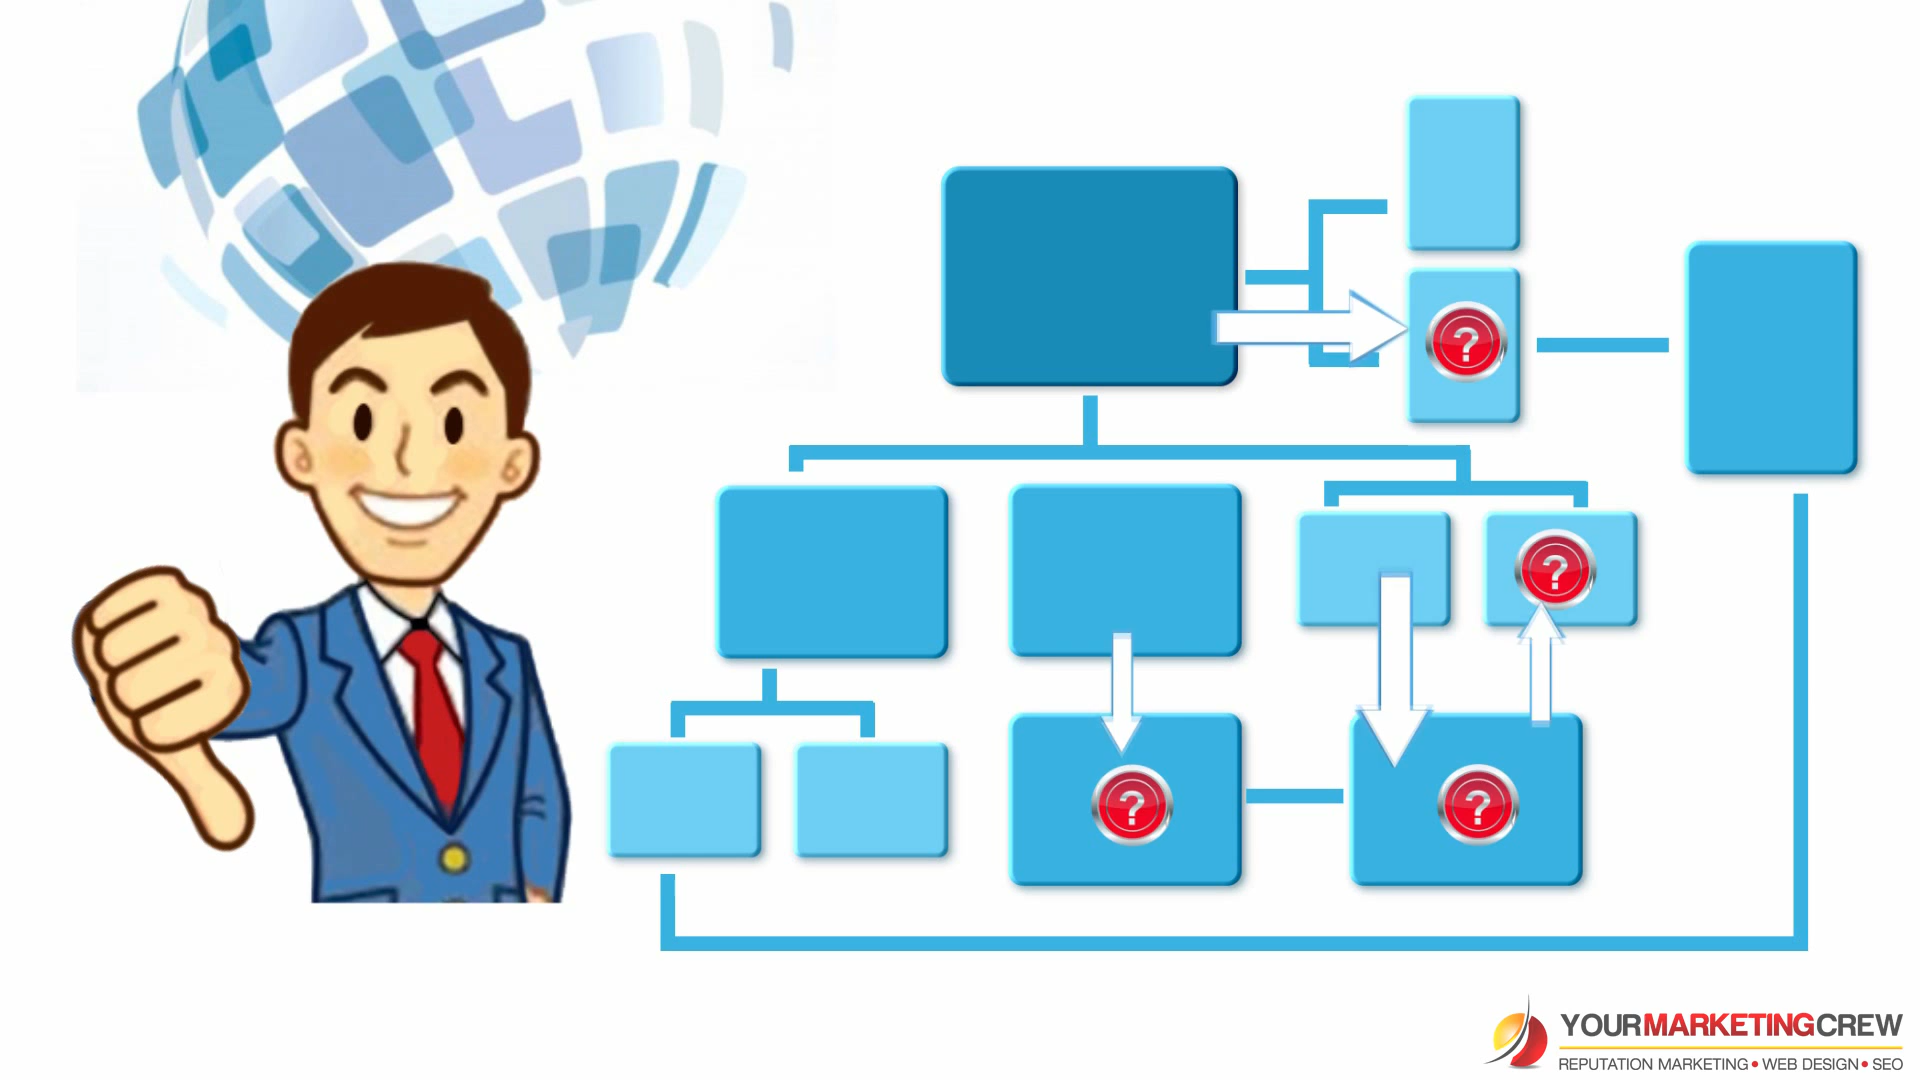 ?
?
?
?
YOURMARKETINGCREW
REPUTATION MARKETING • WEB DESIGN • SEO